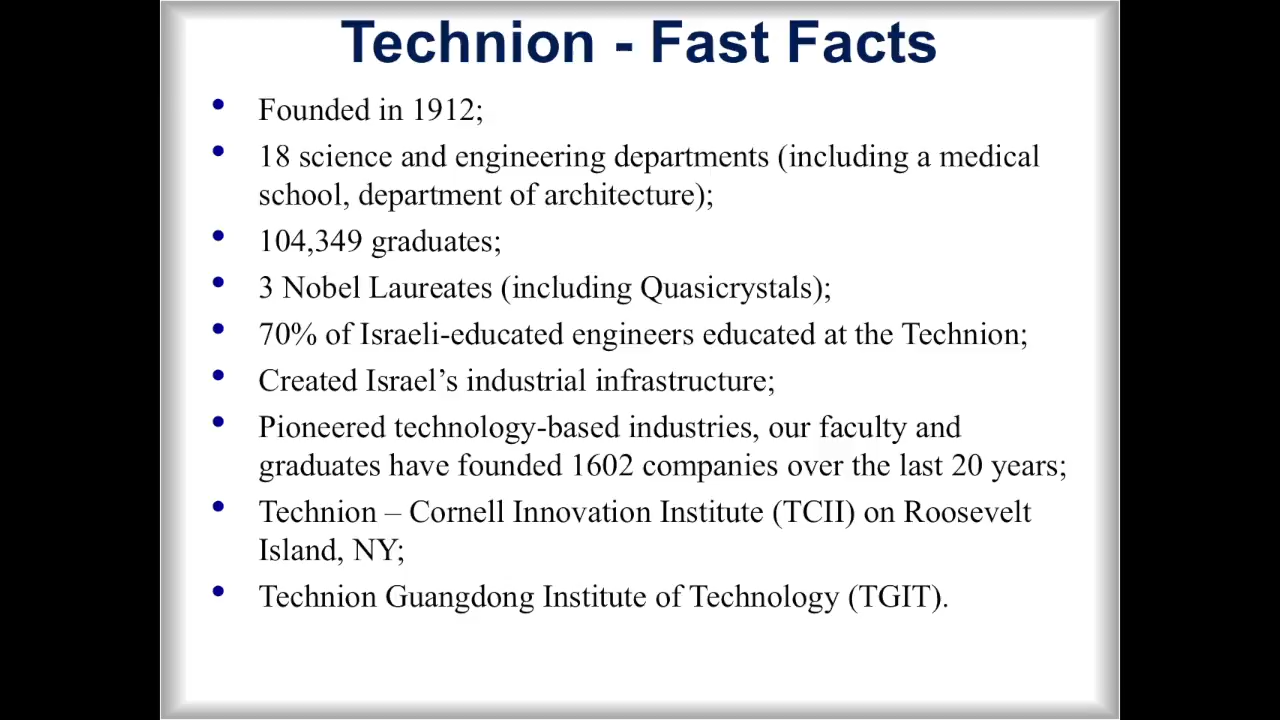 Technion - Fast Facts
• Founded in 1912;
• 18 science and engineering departments (including a medical
school, department of architecture);
• 104,349 graduates;
• 3 Nobel Laureates (including Quasicrystals);
• 70% of Israeli-educated engineers educated at the Technion;
• Created Israel’s industrial infrastructure;
• Pioneered technology-based industries, our faculty and
graduates have founded 1602 companies over the last 20 years;
• Technion – Cornell Innovation Institute (TCII) on Roosevelt
Island, NY;
• Technion Guangdong Institute of Technology (TGIT).